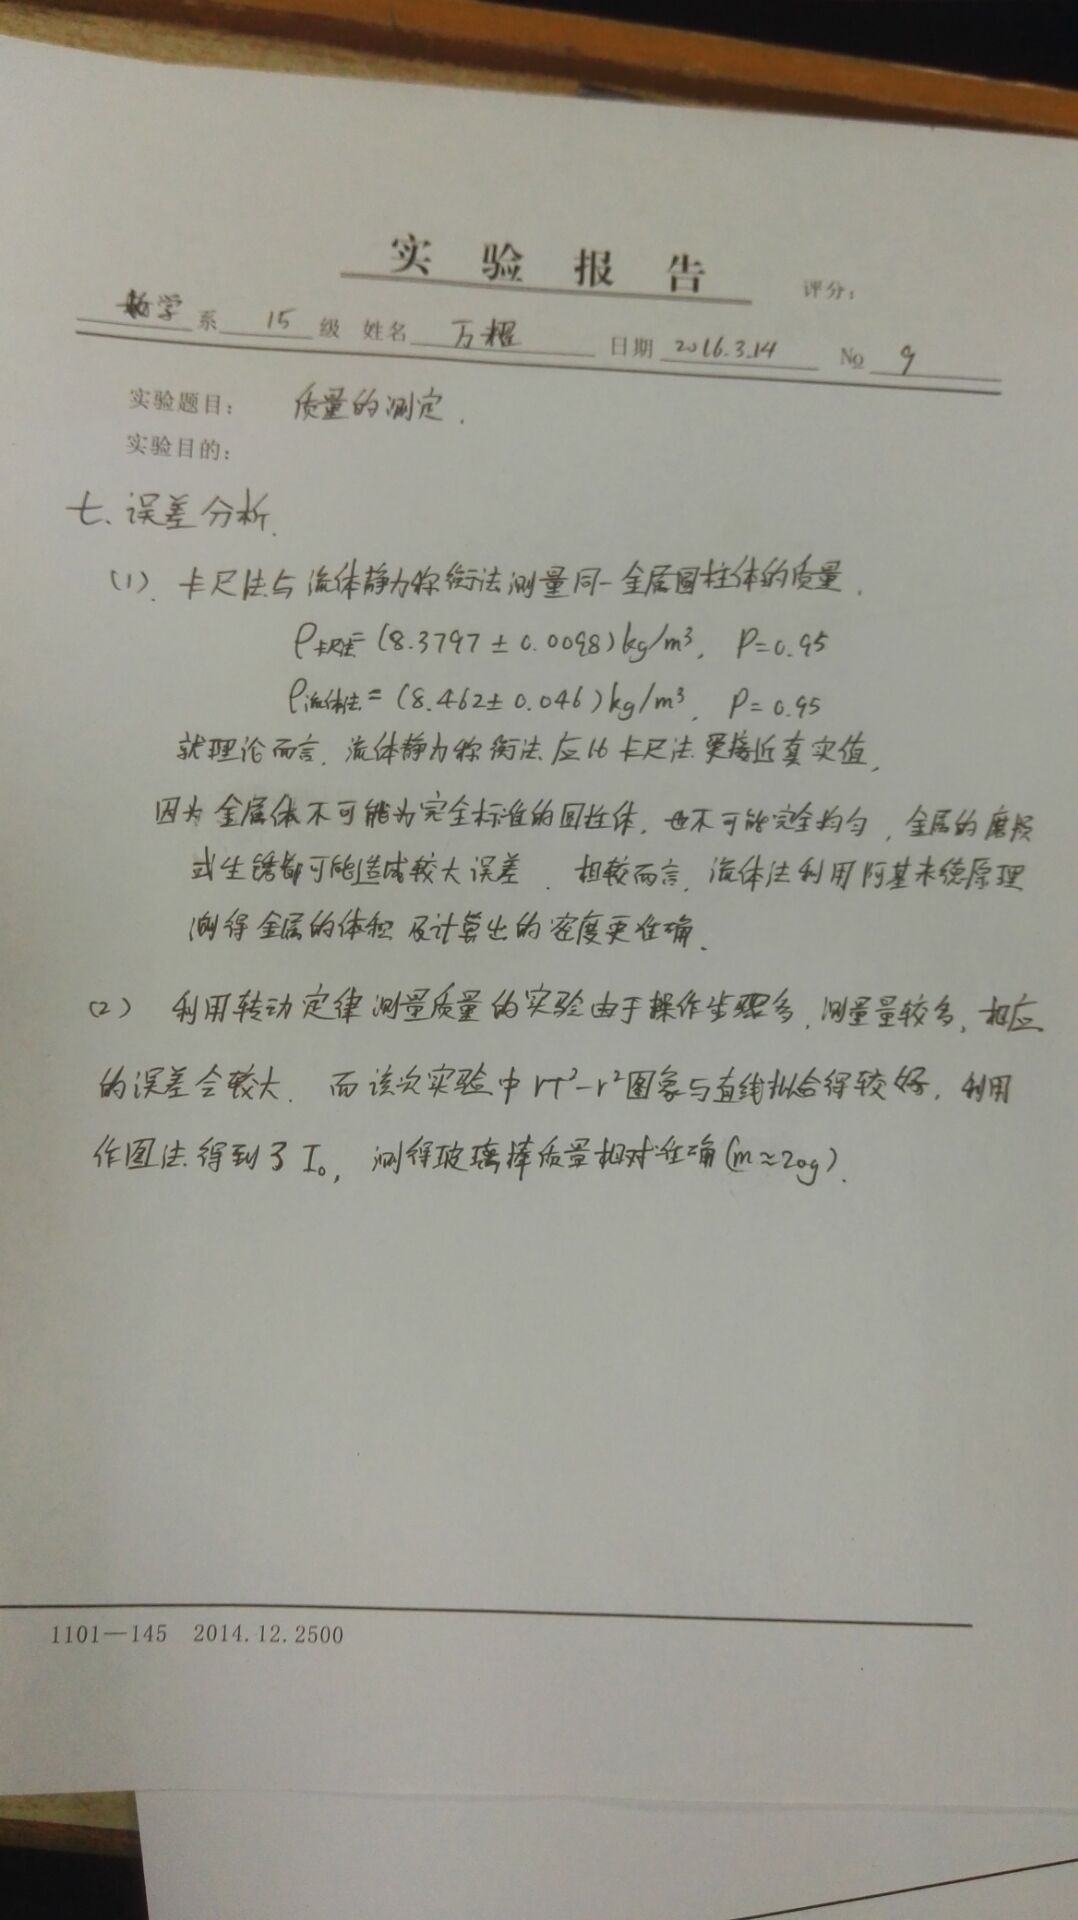 实验报告
评分:
系 15 级 姓名 万耀 日期 2016.3.14 № 9
实验题目: 质量的测定.
实验目的:
七、误差分析.
(1). 卡尺法与流体静力称衡法测量同一金属圆柱体的质量.
ρ卡尺法=(8.3797±0.0098)kg/m³, P=0.95
ρ流体法=(8.462±0.046)kg/m³, P=0.95
就理论而言, 流体静力称衡法应比卡尺法更接近真实值,
因为金属体不可能为完全标准的圆柱体, 也不可能完全均匀, 金属的磨损
或生锈都可能造成较大误差. 相较而言, 流体法利用阿基米德原理
测得金属的体积及计算出的密度更准确.
(2) 利用转动定律测量质量的实验由于操作步骤多, 测量量较多, 相应
的误差会较大. 而该次实验中rT²-r²图象与直线拟合得较好, 利用
作图法得到了I₀, 测得玻璃棒质量相对准确(m≈20g).
1101—145 2014.12.2500